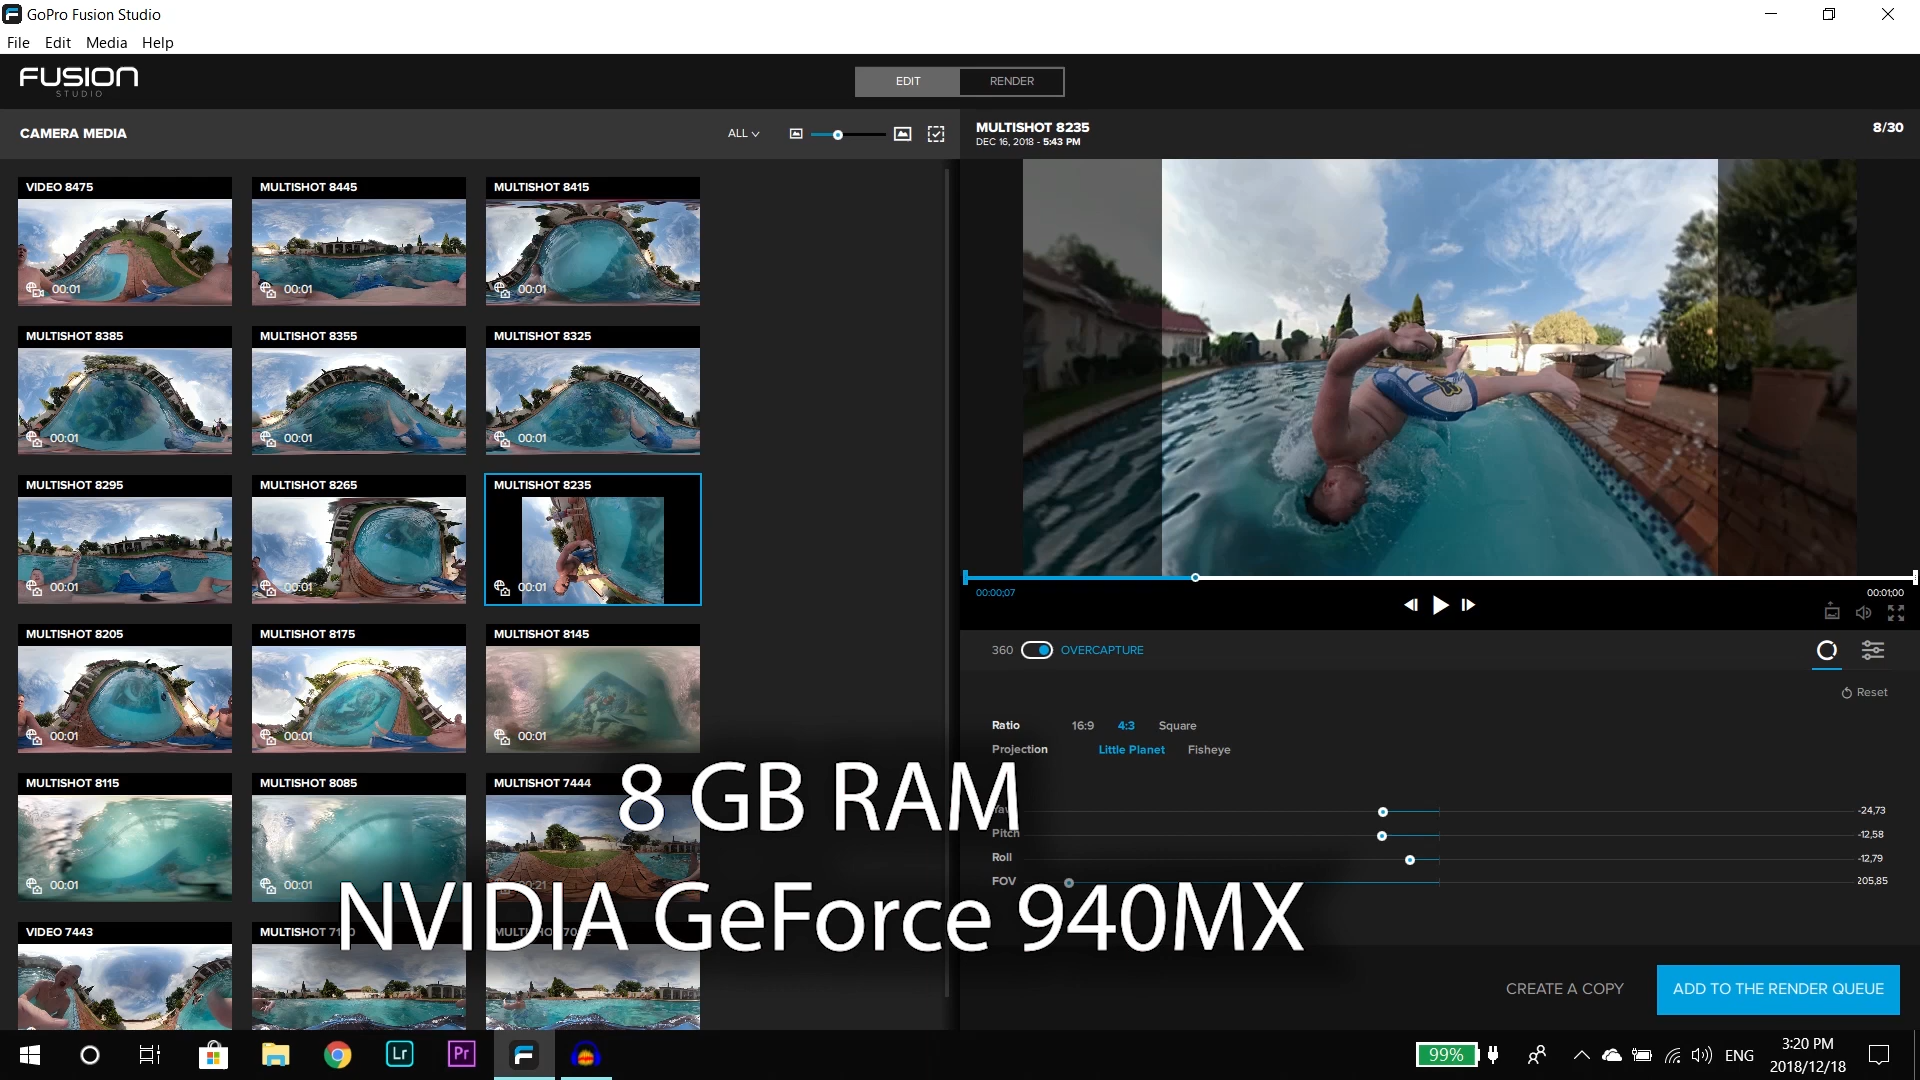 GoPro Fusion Studio
File Edit Media Help
FUSION
STUDIO
EDIT RENDER
CAMERA MEDIA
ALL
MULTISHOT 8235
DEC 16, 2018 - 5:43 PM
8/30
VIDEO 8475 MULTISHOT 8445 MULTISHOT 8415
00:01 00:01 00:01
MULTISHOT 8385 MULTISHOT 8355 MULTISHOT 8325
00:01 00:01 00:01
MULTISHOT 8295 MULTISHOT 8265 MULTISHOT 8235
00:01 00:01 00:01
MULTISHOT 8205 MULTISHOT 8175 MULTISHOT 8145
00:01 00:01 00:01
MULTISHOT 8115 MULTISHOT 8085 MULTISHOT 7444
00:01 00:01
VIDEO 7443 MULTISHOT
00:00;07 00:01;00
360 OVERCAPTURE
Reset
Ratio 16:9 4:3 Square
Projection Little Planet Fisheye
Yaw -24,73
Pitch -12,58
Roll -12,79
FOV 205,85
8 GB RAM
NVIDIA GeForce 940MX
CREATE A COPY ADD TO THE RENDER QUEUE
Lr Pr
99% ENG
3:20 PM
2018/12/18